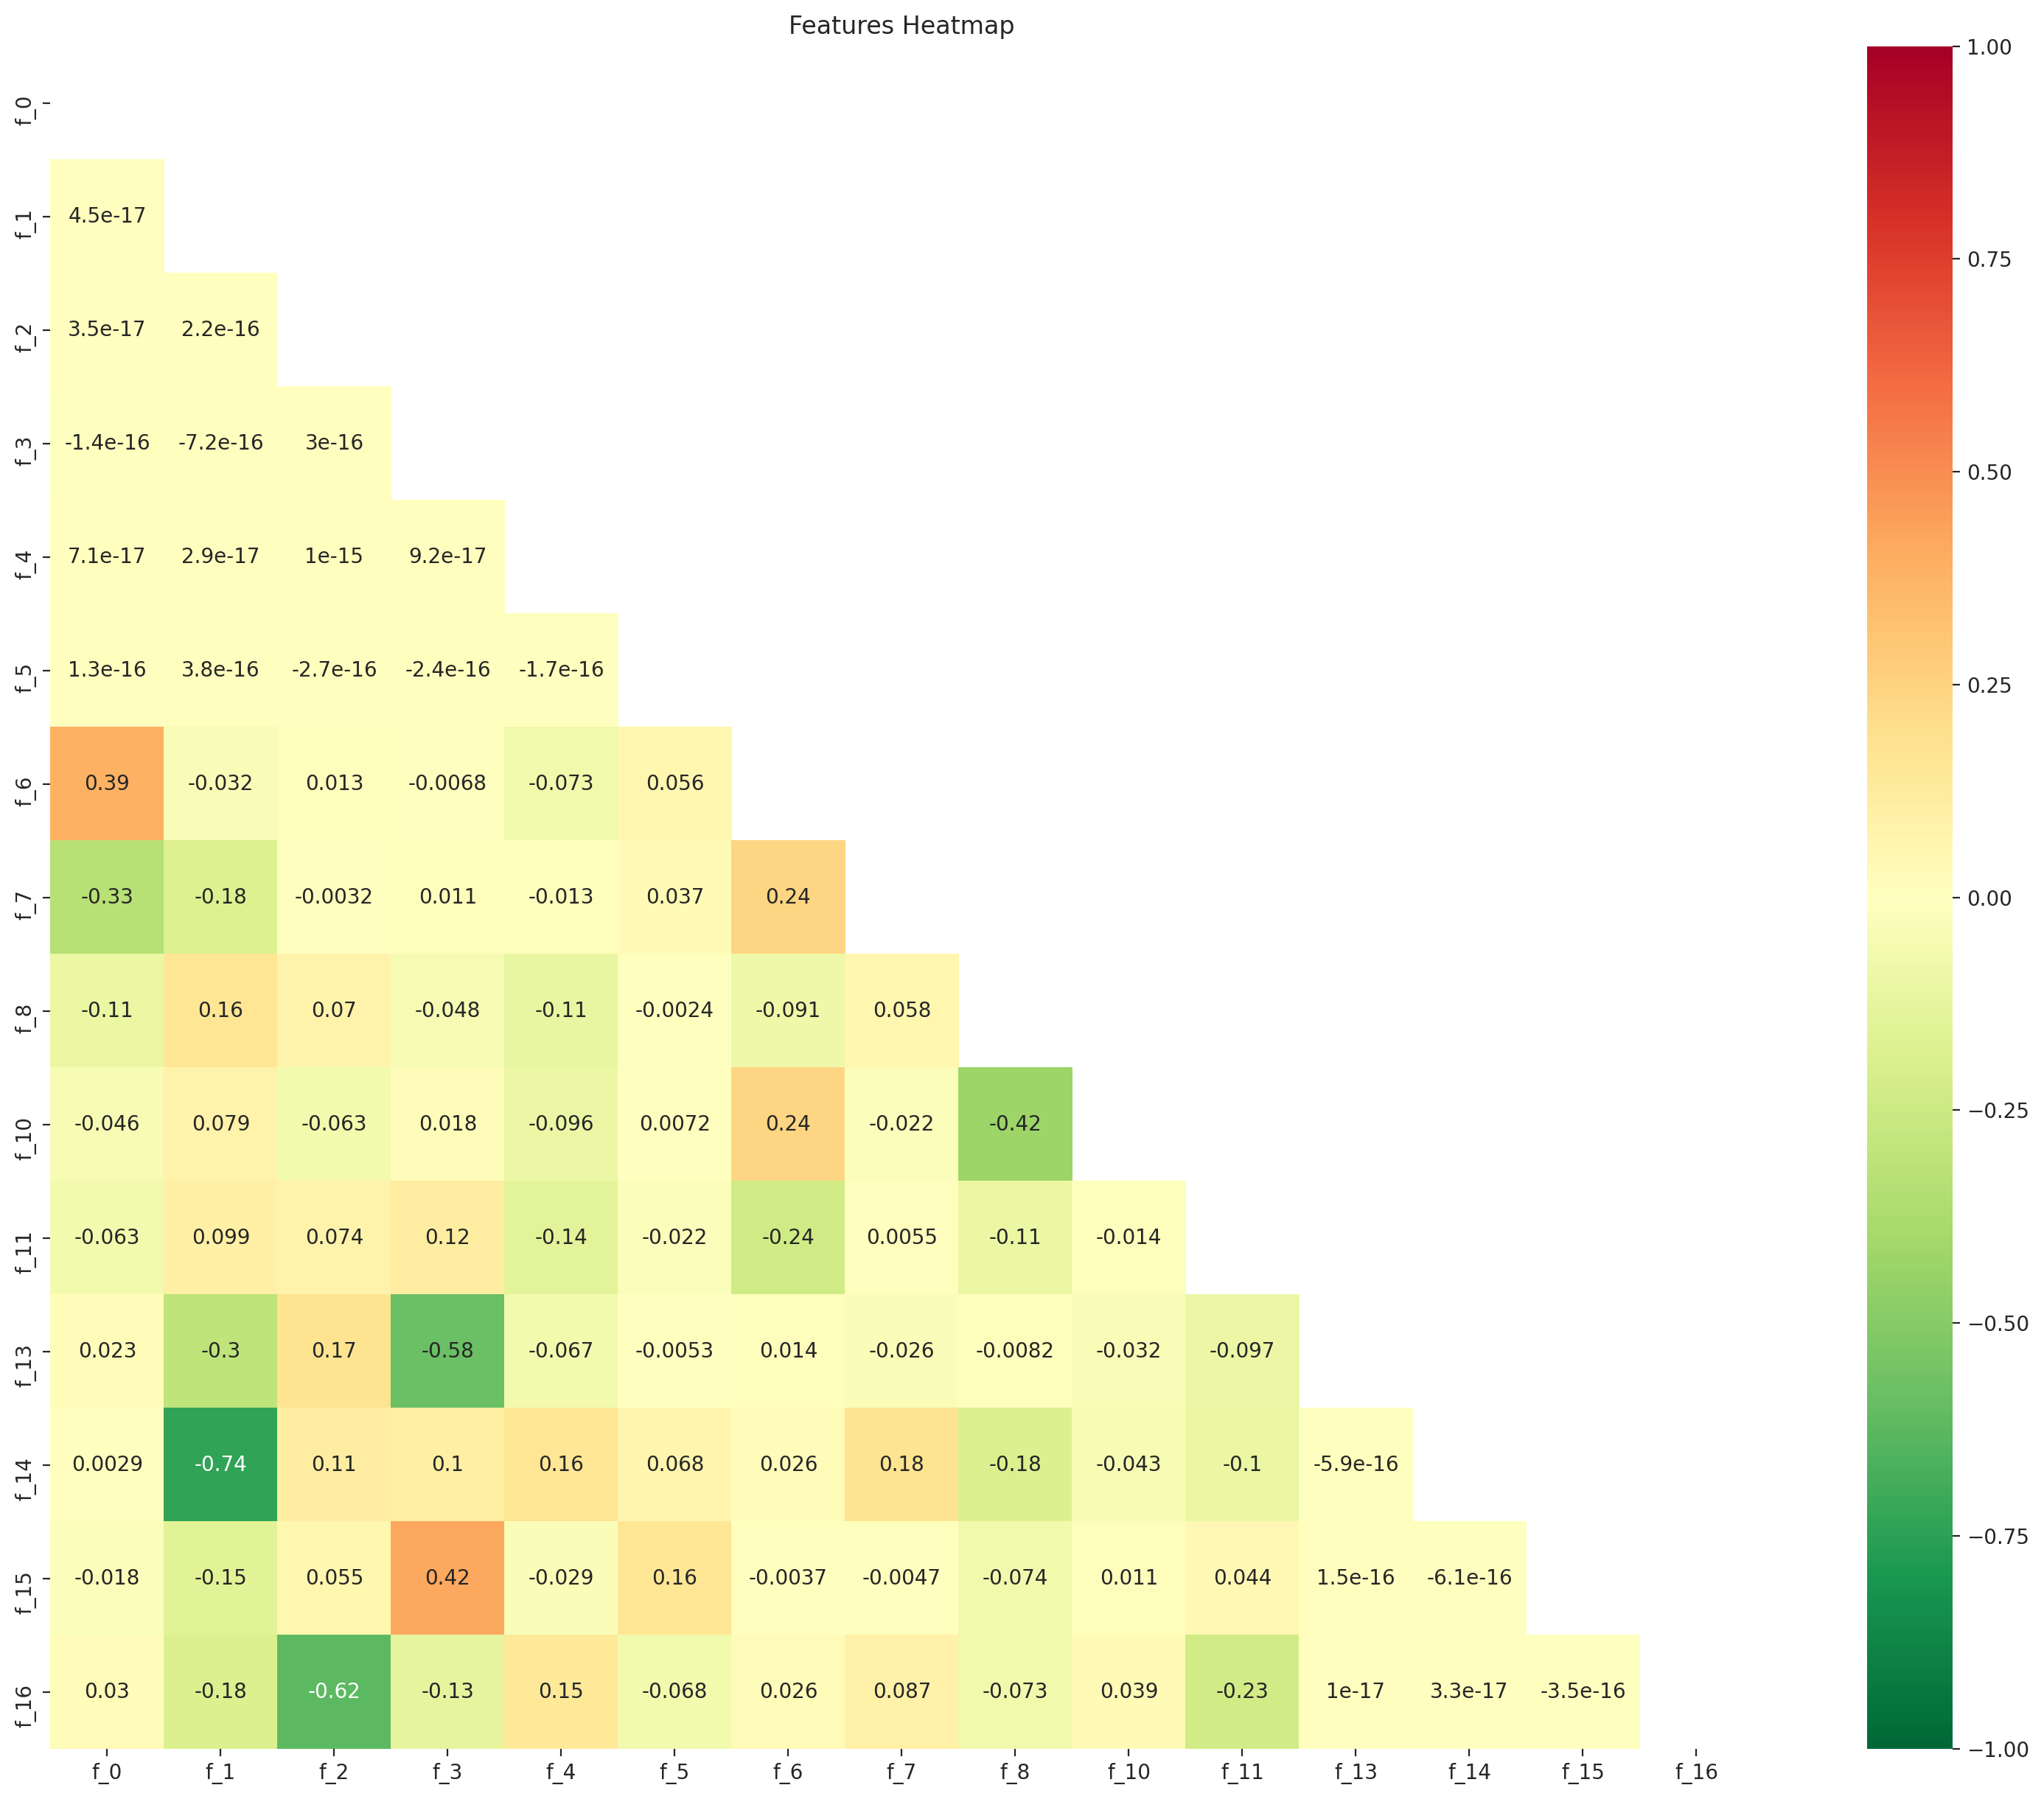 Features Heatmap
1.00
f_0
f_1 4.5e-17
0.75
f_2 3.5e-17 2.2e-16
f_3 -1.4e-16 -7.2e-16 3e-16
0.50
f_4 7.1e-17 2.9e-17 1e-15 9.2e-17
f_5 1.3e-16 3.8e-16 -2.7e-16 -2.4e-16 -1.7e-16
0.25
f_6 0.39 -0.032 0.013 -0.0068 -0.073 0.056
f_7 -0.33 -0.18 -0.0032 0.011 -0.013 0.037 0.24
0.00
f_8 -0.11 0.16 0.07 -0.048 -0.11 -0.0024 -0.091 0.058
f_10 -0.046 0.079 -0.063 0.018 -0.096 0.0072 0.24 -0.022 -0.42
−0.25
f_11 -0.063 0.099 0.074 0.12 -0.14 -0.022 -0.24 0.0055 -0.11 -0.014
−0.50
f_13 0.023 -0.3 0.17 -0.58 -0.067 -0.0053 0.014 -0.026 -0.0082 -0.032 -0.097
f_14 0.0029 -0.74 0.11 0.1 0.16 0.068 0.026 0.18 -0.18 -0.043 -0.1 -5.9e-16
−0.75
f_15 -0.018 -0.15 0.055 0.42 -0.029 0.16 -0.0037 -0.0047 -0.074 0.011 0.044 1.5e-16 -6.1e-16
f_16 0.03 -0.18 -0.62 -0.13 0.15 -0.068 0.026 0.087 -0.073 0.039 -0.23 1e-17 3.3e-17 -3.5e-16
−1.00
f_0 f_1 f_2 f_3 f_4 f_5 f_6 f_7 f_8 f_10 f_11 f_13 f_14 f_15 f_16